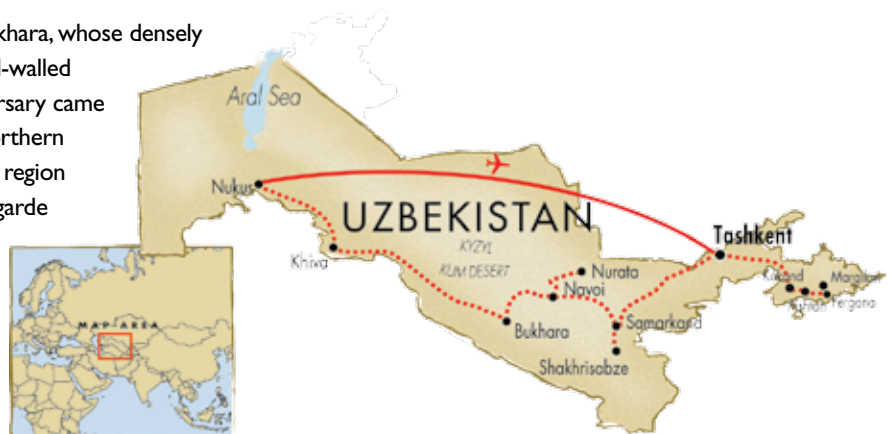 khara, whose densely
l-walled
rsary came
orthern
region
garde
Aral Sea
Nukus
UZBEKISTAN
KYZYL
KUM DESERT
Khiva
Tashkent
Nurata
Navoi
Kokand
Margilan
Fergana
Bukhara
Samarkand
Shakhrisabze
MAP AREA